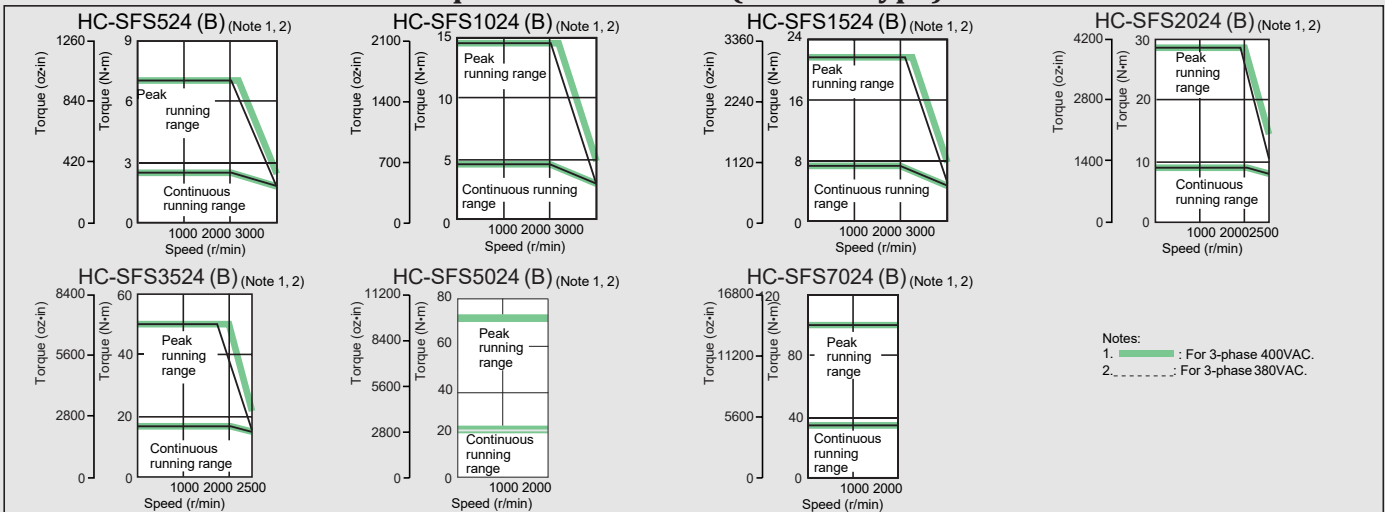 HC-SFS524 (B) (Note 1, 2)
Torque (oz•in)
1260
840
420
0
Torque (N•m)
9
6
3
0
Peak
running
range
Continuous
running range
1000 2000 3000
Speed (r/min)
HC-SFS1024 (B) (Note 1, 2)
Torque (oz•in)
2100
1400
700
0
Torque (N•m)
15
10
5
0
Peak
running range
Continuous running
range
1000 2000 3000
Speed (r/min)
HC-SFS1524 (B) (Note 1, 2)
Torque (oz•in)
3360
2240
1120
0
Torque (N•m)
24
16
8
0
Peak
running range
Continuous running
range
1000 2000 3000
Speed (r/min)
HC-SFS2024 (B) (Note 1, 2)
Torque (oz•in)
4200
2800
1400
0
Torque (N•m)
30
20
10
0
Peak
running
range
Continuous
running range
1000 20002500
Speed (r/min)
HC-SFS3524 (B) (Note 1, 2)
Torque (oz•in)
8400
5600
2800
0
Torque (N•m)
60
40
20
0
Peak
running
range
Continuous
running range
1000 2000 2500
Speed (r/min)
HC-SFS5024 (B) (Note 1, 2)
Torque (oz•in)
11200
8400
5600
2800
0
Torque (N•m)
80
60
40
20
0
Peak
running
range
Continuous
running range
1000 2000
Speed (r/min)
HC-SFS7024 (B) (Note 1, 2)
Torque (oz•in)
16800
11200
5600
0
Torque (N•m)
120
80
40
0
Peak
running
range
Continuous
running
range
1000 2000
Speed (r/min)
Notes:
1. : For 3-phase 400VAC.
2. : For 3-phase 380VAC.